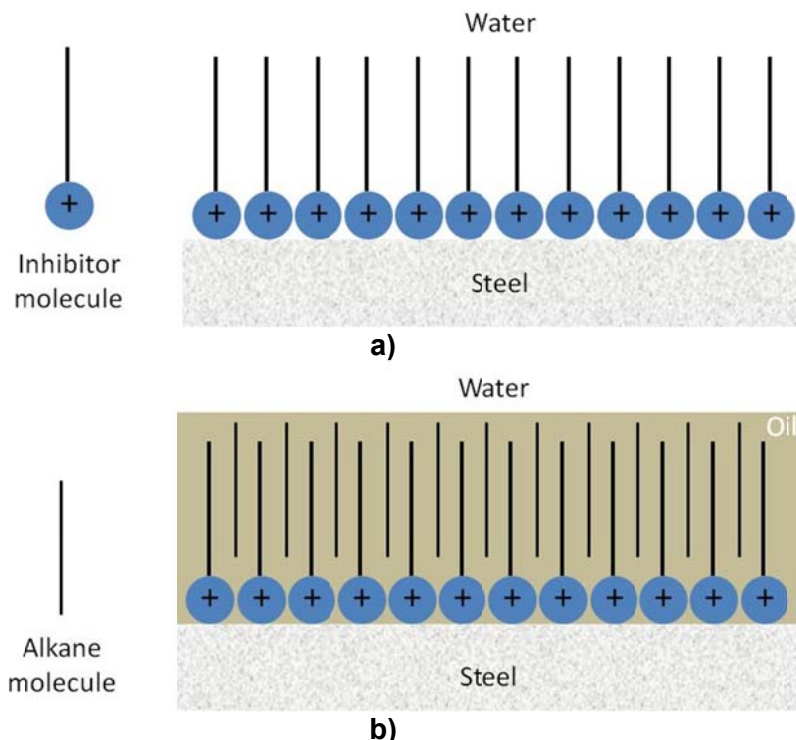 Water
+
+ + + + + + + + + + + +
Inhibitor
molecule
Steel
a)
Water
Oil
+ + + + + + + + + + + +
Alkane
molecule
Steel
b)